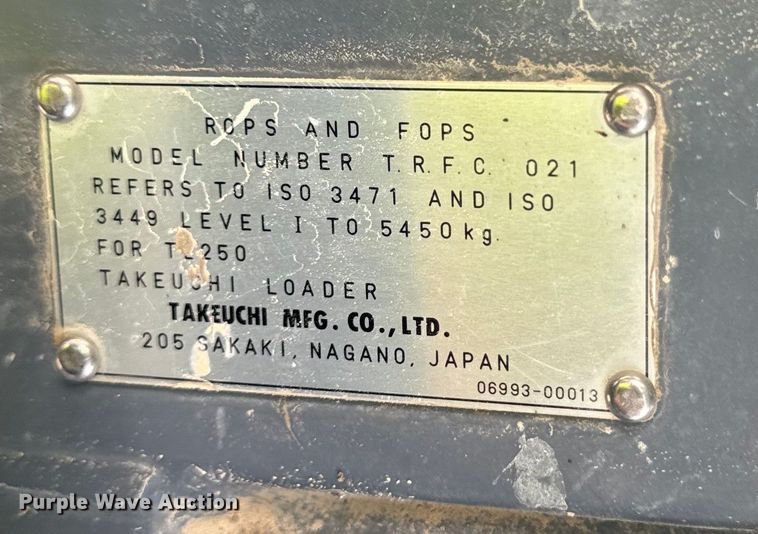 ROPS AND FOPS
MODEL NUMBER T.R.F.C. 021
REFERS TO ISO 3471 AND ISO
3449 LEVEL I TO 5450kg.
FOR TL250
TAKEUCHI LOADER
TAKEUCHI MFG. CO., LTD.
205 SAKAKI, NAGANO, JAPAN
06993-00013
Purple Wave Auction